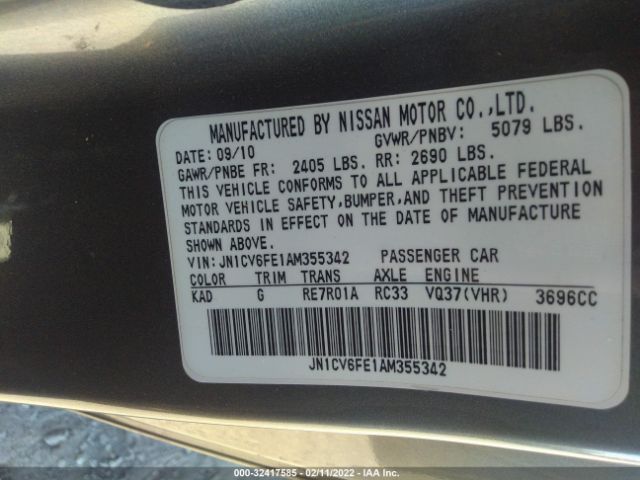 MANUFACTURED BY NISSAN MOTOR CO.,LTD.
DATE: 09/10 GVWR/PNBV: 5079 LBS.
GAWR/PNBE FR: 2405 LBS. RR: 2690 LBS.
THIS VEHICLE CONFORMS TO ALL APPLICABLE FEDERAL
MOTOR VEHICLE SAFETY,BUMPER,AND THEFT PREVENTION
STANDARDS IN EFFECT ON THE DATE OF MANUFACTURE
SHOWN ABOVE.
VIN: JN1CV6FE1AM355342 PASSENGER CAR
COLOR TRIM TRANS AXLE ENGINE
KAD G RE7R01A RC33 VQ37(VHR) 3696CC
JN1CV6FE1AM355342
000-32417585 - 02/11/2022 - IAA Inc.